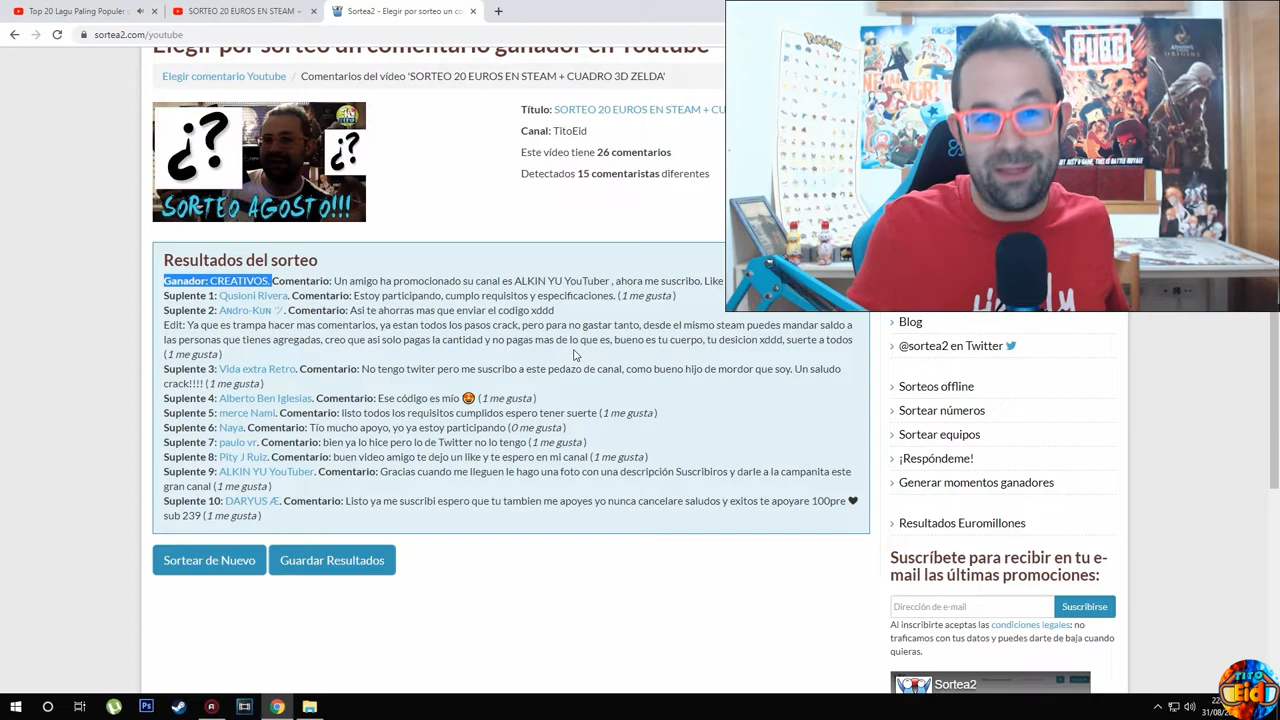 Top 20 Lagu Paling Populer
SORTEO 20 EUROS EN STEAM +
Sortea2 - Elegir por sorteo un co
sortea2.com/youtube
Elegir por sorteo un comentario ganador en Youtube
Elegir comentario Youtube / Comentarios del vídeo 'SORTEO 20 EUROS EN STEAM + CUADRO 3D ZELDA'
¿? ¿?
SORTEO AGOSTO!!!
Título: SORTEO 20 EUROS EN STEAM + CU
Canal: TitoEid
Este vídeo tiene 26 comentarios
Detectados 15 comentaristas diferentes
POKÉMON
PUBG
ORIGINS
Resultados del sorteo
Ganador: CREATIVOS. Comentario: Un amigo ha promocionado su canal es ALKIN YU YouTuber , ahora me suscribo. Like
Suplente 1: Qusioni Rivera. Comentario: Estoy participando, cumplo requisitos y especificaciones. (1 me gusta)
Suplente 2: Aɴdro-Kuɴ ツ. Comentario: Asi te ahorras mas que enviar el codigo xddd
Edit: Ya que es trampa hacer mas comentarios, ya estan todos los pasos crack, pero para no gastar tanto, desde el mismo steam puedes mandar saldo a
las personas que tienes agregadas, creo que asi solo pagas la cantidad y no pagas mas de lo que es, bueno es tu cuerpo, tu desicion xddd, suerte a todos
(1 me gusta)
Suplente 3: Vida extra Retro. Comentario: No tengo twiter pero me suscribo a este pedazo de canal, como bueno hijo de mordor que soy. Un saludo
crack!!!! (1 me gusta)
Suplente 4: Alberto Ben Iglesias. Comentario: Ese código es mío 🤩 (1 me gusta)
Suplente 5: merce Nami. Comentario: listo todos los requisitos cumplidos espero tener suerte (1 me gusta)
Suplente 6: Naya. Comentario: Tío mucho apoyo, yo ya estoy participando (0 me gusta)
Suplente 7: paulo vr. Comentario: bien ya lo hice pero lo de Twitter no lo tengo (1 me gusta)
Suplente 8: Pity J Ruiz. Comentario: buen video amigo te dejo un like y te espero en mi canal (1 me gusta)
Suplente 9: ALKIN YU YouTuber. Comentario: Gracias cuando me lleguen le hago una foto con una descripción Suscribiros y darle a la campanita este
gran canal (1 me gusta)
Suplente 10: DARYUS Æ. Comentario: Listo ya me suscribi espero que tu tambien me apoyes yo nunca cancelare saludos y exitos te apoyare 100pre ❤
sub 239 (1 me gusta)
Sortear de Nuevo
Guardar Resultados
Blog
@sortea2 en Twitter
Sorteos offline
Sortear números
Sortear equipos
¡Respóndeme!
Generar momentos ganadores
Resultados Euromillones
Suscríbete para recibir en tu e-
mail las últimas promociones:
Dirección de e-mail
Suscribirse
Al inscribirte aceptas las condiciones legales: no
traficamos con tus datos y puedes darte de baja cuando
quieras.
Sortea2
TITO
Eid
22
31/08/